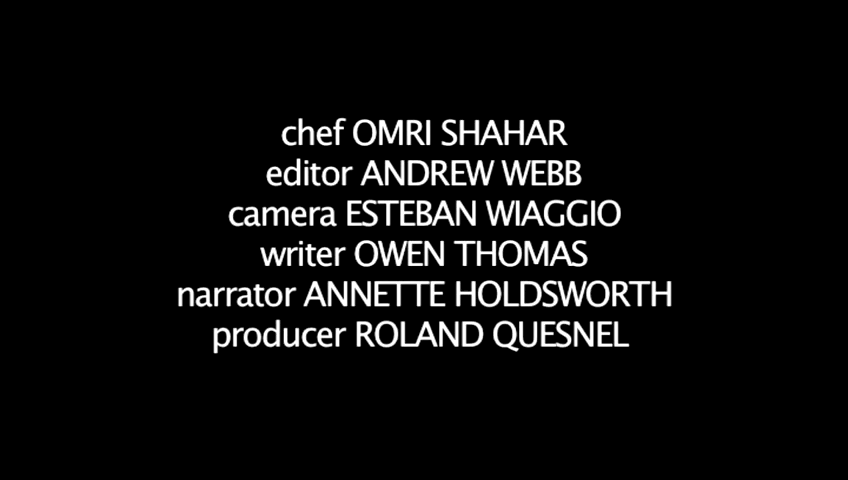 chef OMRI SHAHAR
editor ANDREW WEBB
camera ESTEBAN WIAGGIO
writer OWEN THOMAS
narrator ANNETTE HOLDSWORTH
producer ROLAND QUESNEL